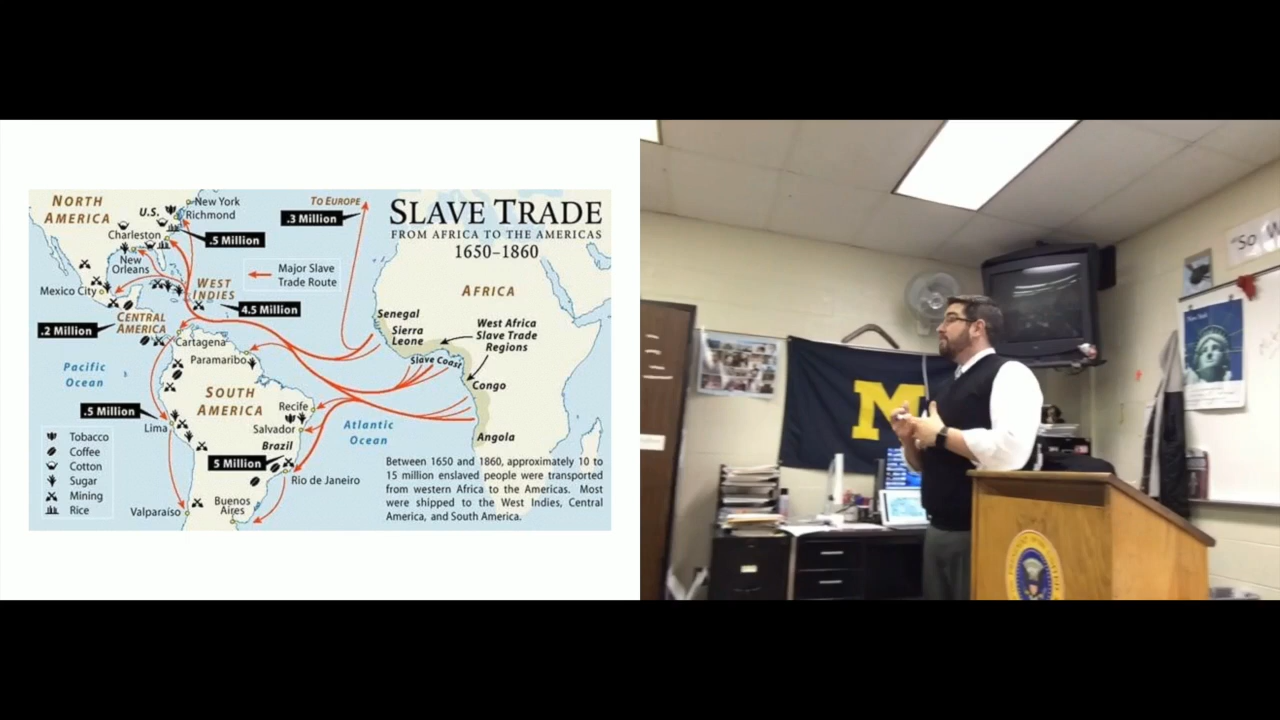 NORTH
AMERICA
U.S.
New York
Richmond
Charleston
.5 Million
New
Orleans
Mexico City
WEST
INDIES
4.5 Million
CENTRAL
AMERICA
.2 Million
TO EUROPE
.3 Million
Major Slave
Trade Route
SLAVE TRADE
FROM AFRICA TO THE AMERICAS
1650–1860
AFRICA
Senegal
Sierra
Leone
West Africa
Slave Trade
Regions
Slave Coast
Congo
Angola
Cartagena
Paramaribo
Pacific
Ocean
SOUTH
AMERICA
Recife
Salvador
Atlantic
Ocean
.5 Million
Lima
Brazil
5 Million
Rio de Janeiro
Buenos
Aires
Valparaíso
Tobacco
Coffee
Cotton
Sugar
Mining
Rice
Between 1650 and 1860, approximately 10 to
15 million enslaved people were transported
from western Africa to the Americas. Most
were shipped to the West Indies, Central
America, and South America.
M
"So W
New York